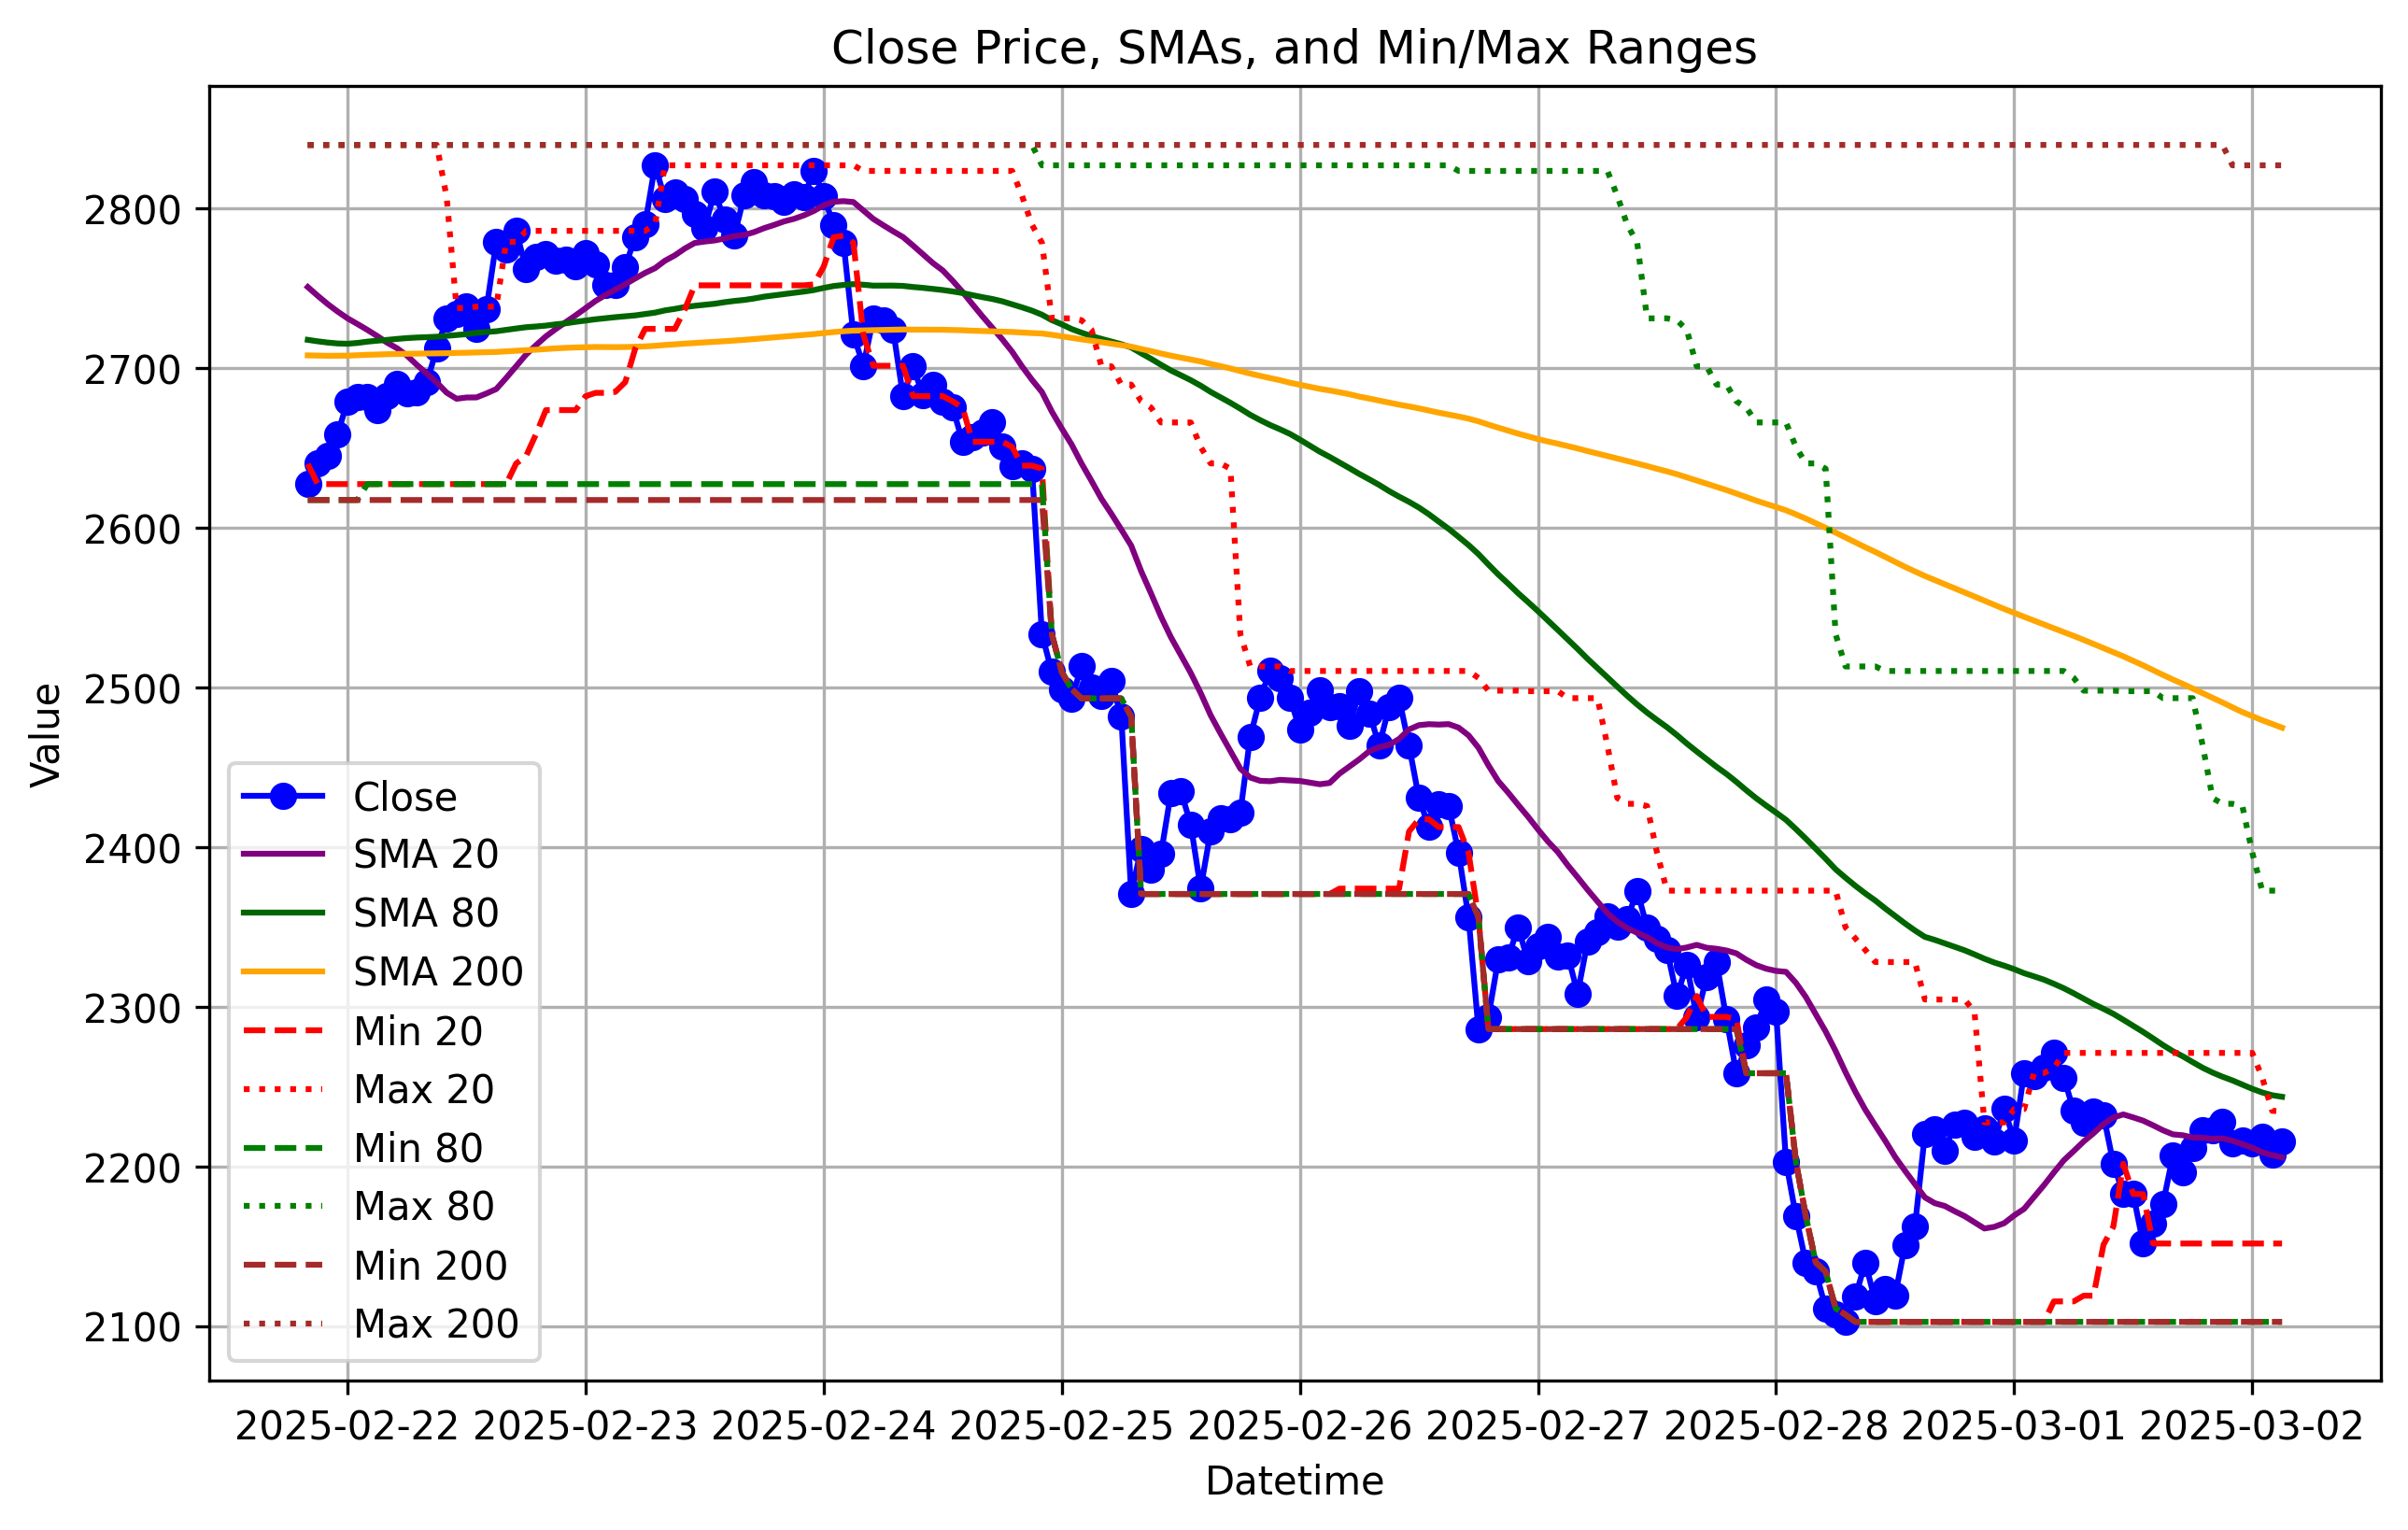 Close Price, SMAs, and Min/Max Ranges
Value
2800
2700
2600
2500
2400
2300
2200
2100
Close
SMA 20
SMA 80
SMA 200
Min 20
Max 20
Min 80
Max 80
Min 200
Max 200
2025-02-22 2025-02-23 2025-02-24 2025-02-25 2025-02-26 2025-02-27 2025-02-28 2025-03-01 2025-03-02
Datetime